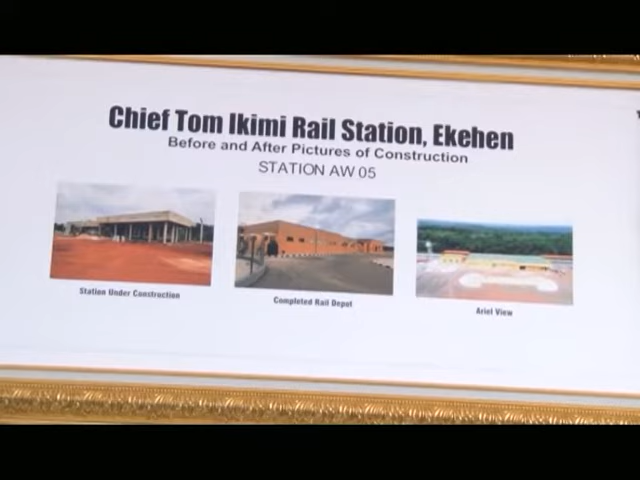 Chief Tom Ikimi Rail Station, Ekehen
Before and After Pictures of Construction
STATION AW 05
Station Under Construction
Completed Rail Depot
Ariel View